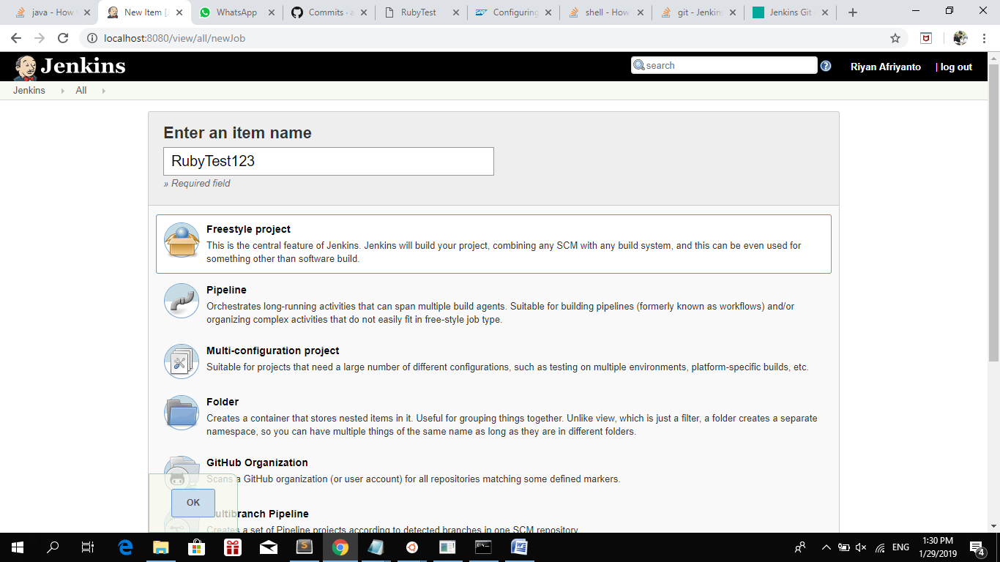 java - How
New Item [
WhatsApp
Commits · a
RubyTest
Configuring
shell - How
git - Jenkins
Jenkins Git
localhost:8080/view/all/newJob
Jenkins
search
Riyan Afriyanto
| log out
Jenkins
All
Enter an item name
RubyTest123
» Required field
Freestyle project
This is the central feature of Jenkins. Jenkins will build your project, combining any SCM with any build system, and this can be even used for
something other than software build.
Pipeline
Orchestrates long-running activities that can span multiple build agents. Suitable for building pipelines (formerly known as workflows) and/or
organizing complex activities that do not easily fit in free-style job type.
Multi-configuration project
Suitable for projects that need a large number of different configurations, such as testing on multiple environments, platform-specific builds, etc.
Folder
Creates a container that stores nested items in it. Useful for grouping things together. Unlike view, which is just a filter, a folder creates a separate
namespace, so you can have multiple things of the same name as long as they are in different folders.
GitHub Organization
Scans a GitHub organization (or user account) for all repositories matching some defined markers.
OK
Multibranch Pipeline
Creates a set of Pipeline projects according to detected branches in one SCM repository.
ENG
1:30 PM
1/29/2019
4